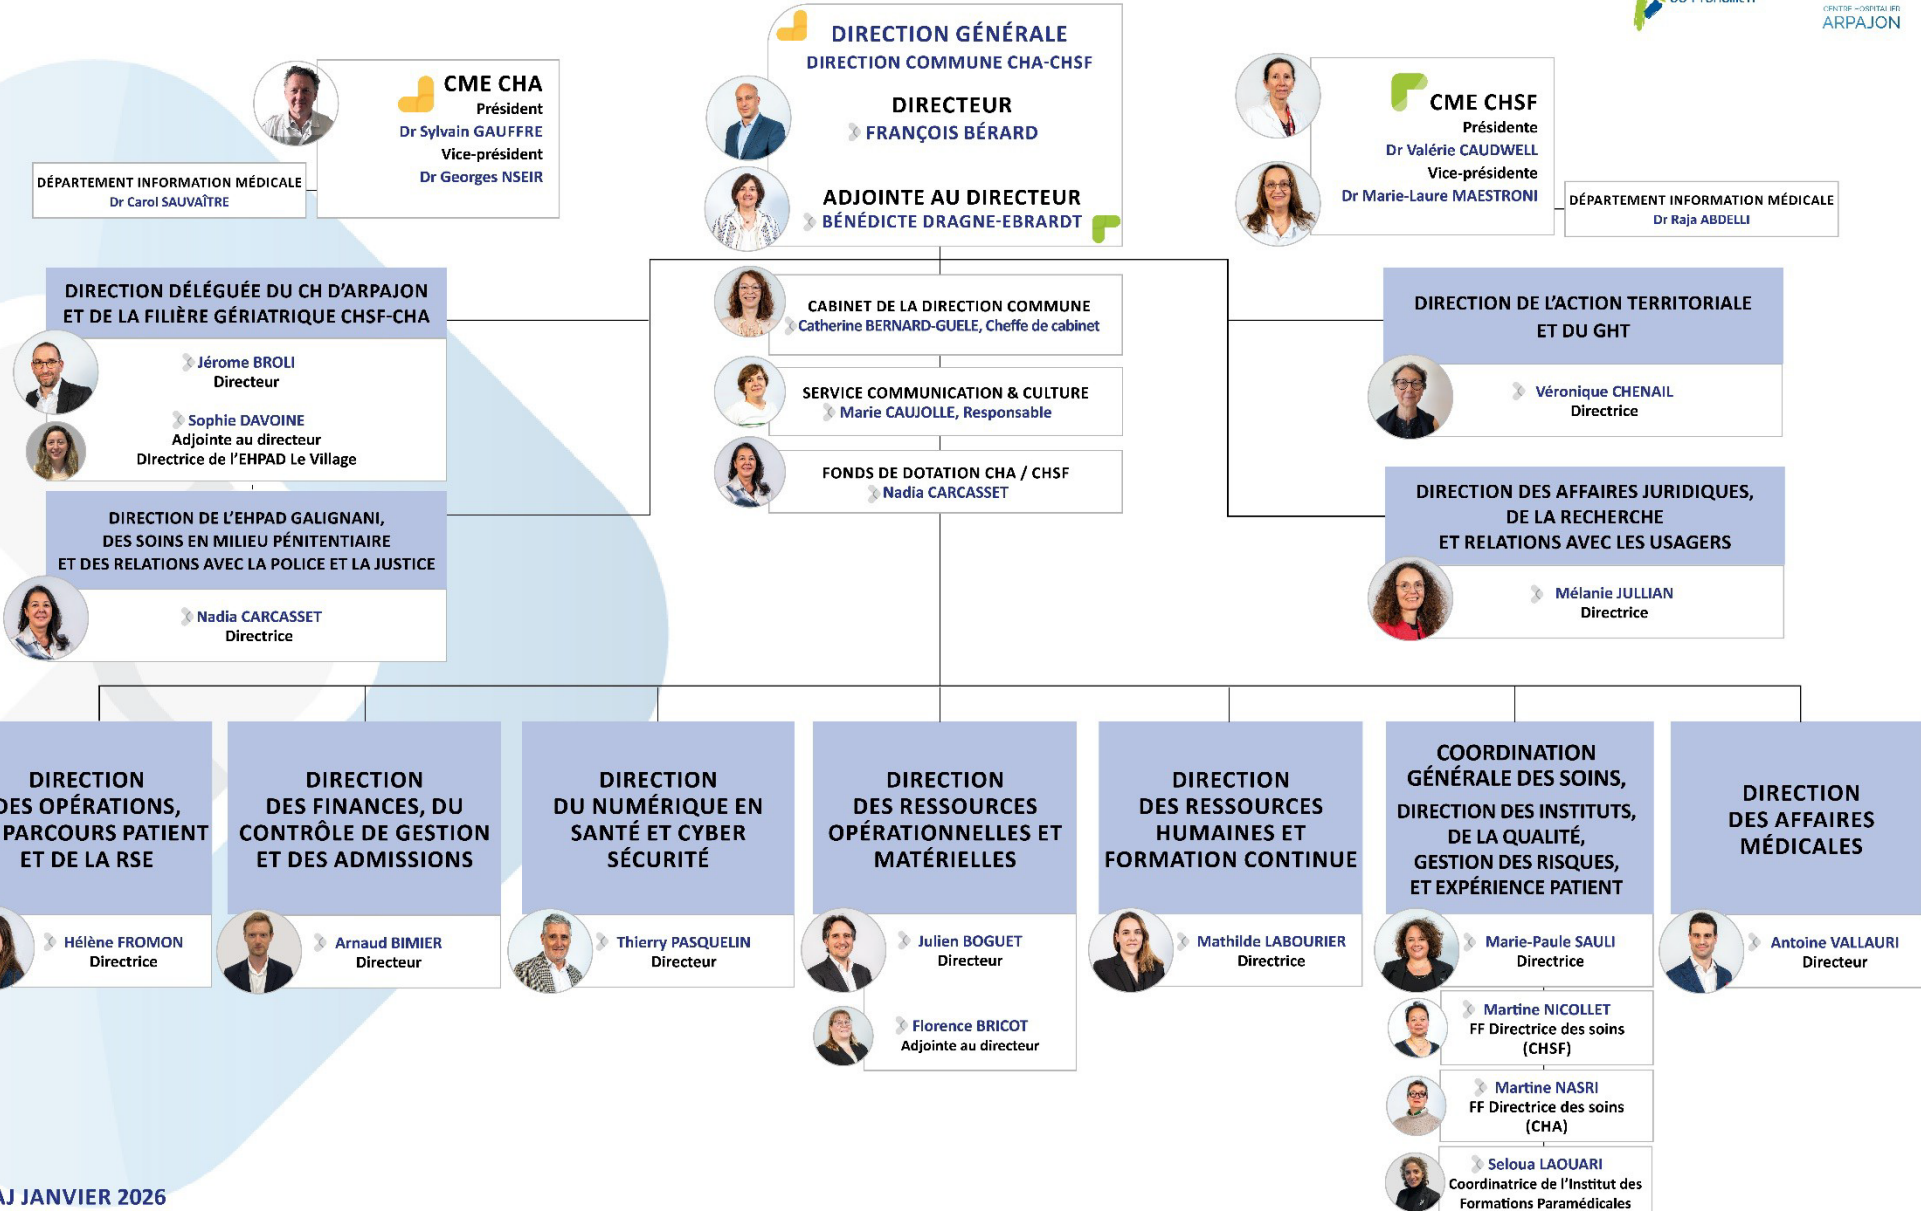 CENTRE HOSPITALIER
ARPAJON
DIRECTION GÉNÉRALE
DIRECTION COMMUNE CHA-CHSF
DIRECTEUR
FRANÇOIS BÉRARD
ADJOINTE AU DIRECTEUR
BÉNÉDICTE DRAGNE-EBRARDT
CME CHA
Président
Dr Sylvain GAUFFRE
Vice-président
Dr Georges NSEIR
DÉPARTEMENT INFORMATION MÉDICALE
Dr Carol SAUVAÎTRE
CME CHSF
Présidente
Dr Valérie CAUDWELL
Vice-présidente
Dr Marie-Laure MAESTRONI
DÉPARTEMENT INFORMATION MÉDICALE
Dr Raja ABDELLI
DIRECTION DÉLÉGUÉE DU CH D'ARPAJON
ET DE LA FILIÈRE GÉRIATRIQUE CHSF-CHA
Jérome BROLI
Directeur
Sophie DAVOINE
Adjointe au directeur
Directrice de l'EHPAD Le Village
DIRECTION DE L'EHPAD GALIGNANI,
DES SOINS EN MILIEU PÉNITENTIAIRE
ET DES RELATIONS AVEC LA POLICE ET LA JUSTICE
Nadia CARCASSET
Directrice
CABINET DE LA DIRECTION COMMUNE
Catherine BERNARD-GUELE, Cheffe de cabinet
SERVICE COMMUNICATION & CULTURE
Marie CAUJOLLE, Responsable
FONDS DE DOTATION CHA / CHSF
Nadia CARCASSET
DIRECTION DE L'ACTION TERRITORIALE
ET DU GHT
Véronique CHENAIL
Directrice
DIRECTION DES AFFAIRES JURIDIQUES,
DE LA RECHERCHE
ET RELATIONS AVEC LES USAGERS
Mélanie JULLIAN
Directrice
DIRECTION
DES OPÉRATIONS,
PARCOURS PATIENT
ET DE LA RSE
Hélène FROMON
Directrice
DIRECTION
DES FINANCES, DU
CONTRÔLE DE GESTION
ET DES ADMISSIONS
Arnaud BIMIER
Directeur
DIRECTION
DU NUMÉRIQUE EN
SANTÉ ET CYBER
SÉCURITÉ
Thierry PASQUELIN
Directeur
DIRECTION
DES RESSOURCES
OPÉRATIONNELLES ET
MATÉRIELLES
Julien BOGUET
Directeur
Florence BRICOT
Adjointe au directeur
DIRECTION
DES RESSOURCES
HUMAINES ET
FORMATION CONTINUE
Mathilde LABOURIER
Directrice
COORDINATION
GÉNÉRALE DES SOINS,
DIRECTION DES INSTITUTS,
DE LA QUALITÉ,
GESTION DES RISQUES,
ET EXPÉRIENCE PATIENT
Marie-Paule SAULI
Directrice
Martine NICOLLET
FF Directrice des soins
(CHSF)
Martine NASRI
FF Directrice des soins
(CHA)
Seloua LAOUARI
Coordinatrice de l'Institut des
Formations Paramédicales
DIRECTION
DES AFFAIRES
MÉDICALES
Antoine VALLAURI
Directeur
AJ JANVIER 2026